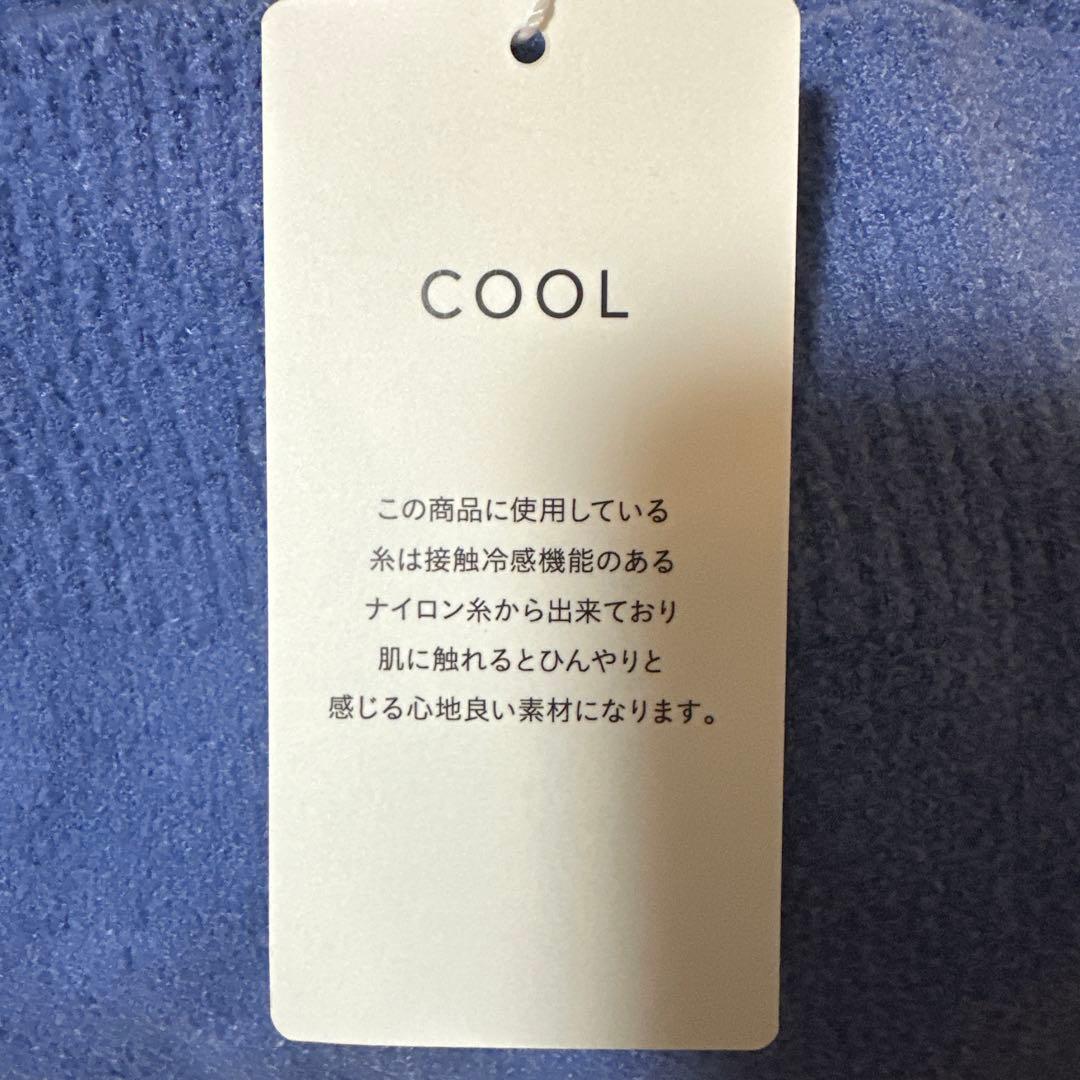 COOL
この商品に使用している
糸は接触冷感機能のある
ナイロン糸から出来ており
肌に触れるとひんやりと
感じる心地良い素材になります。